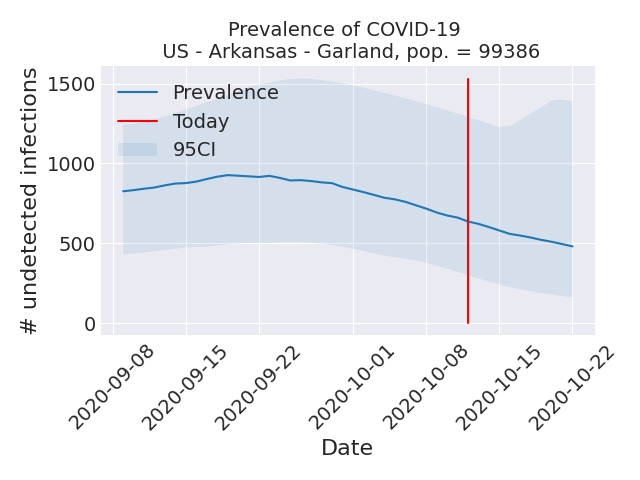 Prevalence of COVID-19
US - Arkansas - Garland, pop. = 99386
# undetected infections
1500
1000
500
0
Prevalence
Today
95CI
2020-09-08
2020-09-15
2020-09-22
2020-10-01
2020-10-08
2020-10-15
2020-10-22
Date